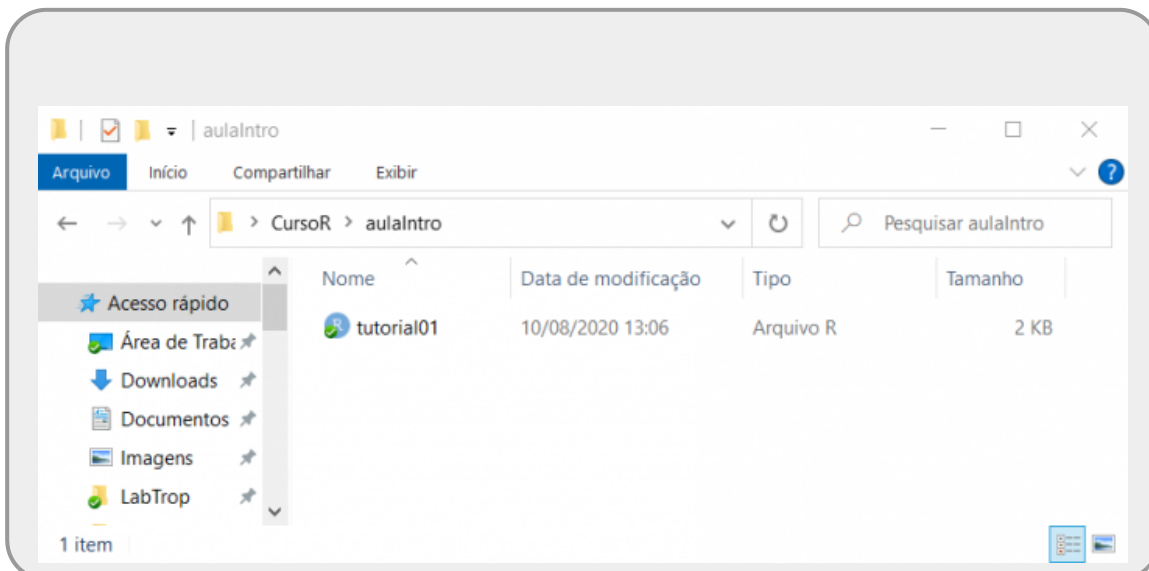 aulaIntro
Arquivo Início Compartilhar Exibir
CursoR > aulaIntro Pesquisar aulaIntro
Nome Data de modificação Tipo Tamanho
Acesso rápido
tutorial01 10/08/2020 13:06 Arquivo R 2 KB
Área de Traba
Downloads
Documentos
Imagens
LabTrop
1 item